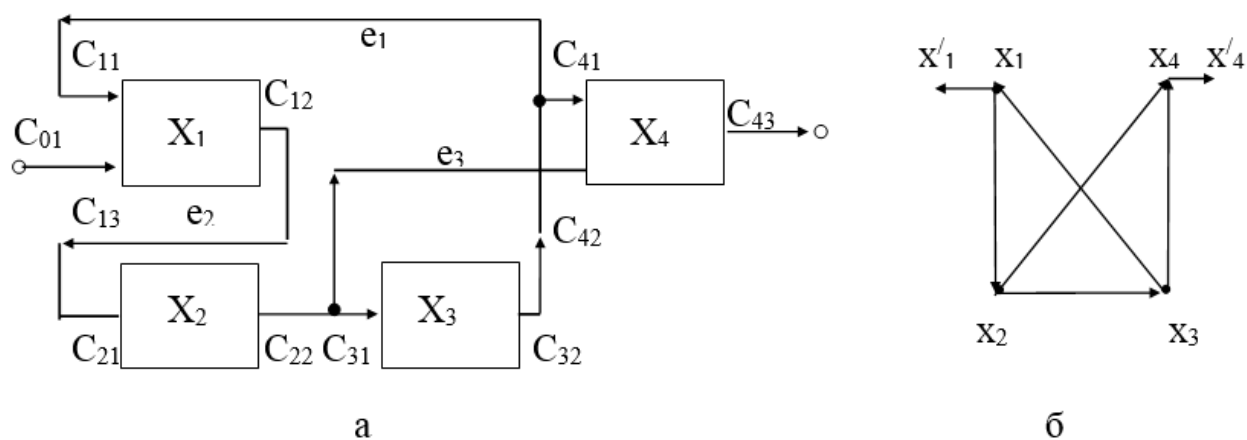 e₁
C₁₁ C₄₁
C₁₂
C₀₁ X₁ X₄ C₄₃
e₃
C₁₃ e₂
C₄₂
X₂ X₃
C₂₁ C₂₂ C₃₁ C₃₂
а
x′₁ x₁ x₄ x′₄
x₂ x₃
б